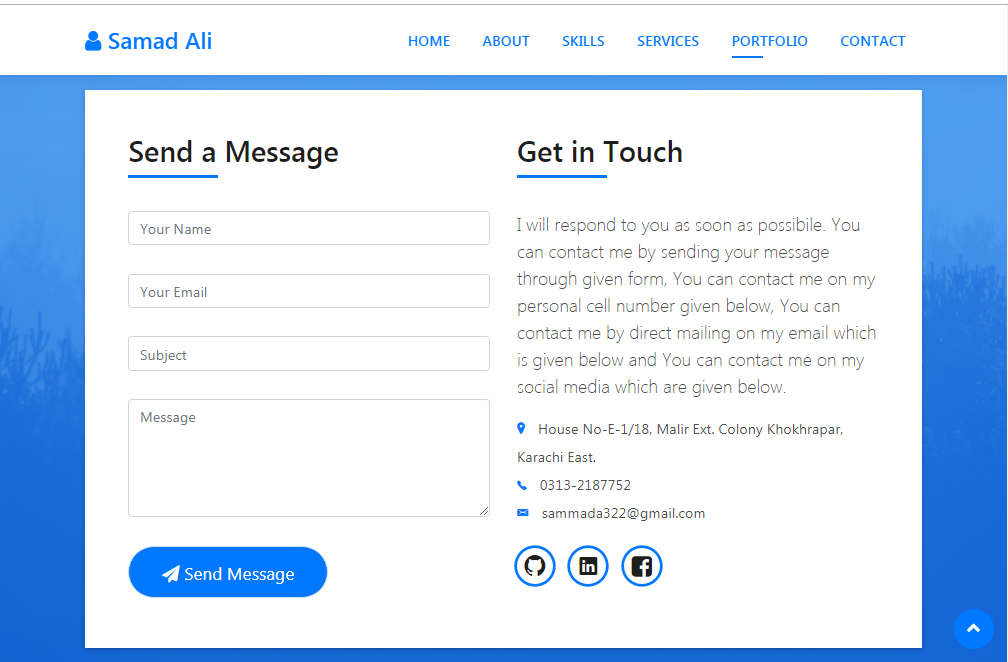 Samad Ali
HOME ABOUT SKILLS SERVICES PORTFOLIO CONTACT
Send a Message
Your Name
Your Email
Subject
Message
Send Message
Get in Touch
I will respond to you as soon as possibile. You
can contact me by sending your message
through given form, You can contact me on my
personal cell number given below, You can
contact me by direct mailing on my email which
is given below and You can contact me on my
social media which are given below.
House No-E-1/18, Malir Ext. Colony Khokhrapar,
Karachi East.
0313-2187752
sammada322@gmail.com